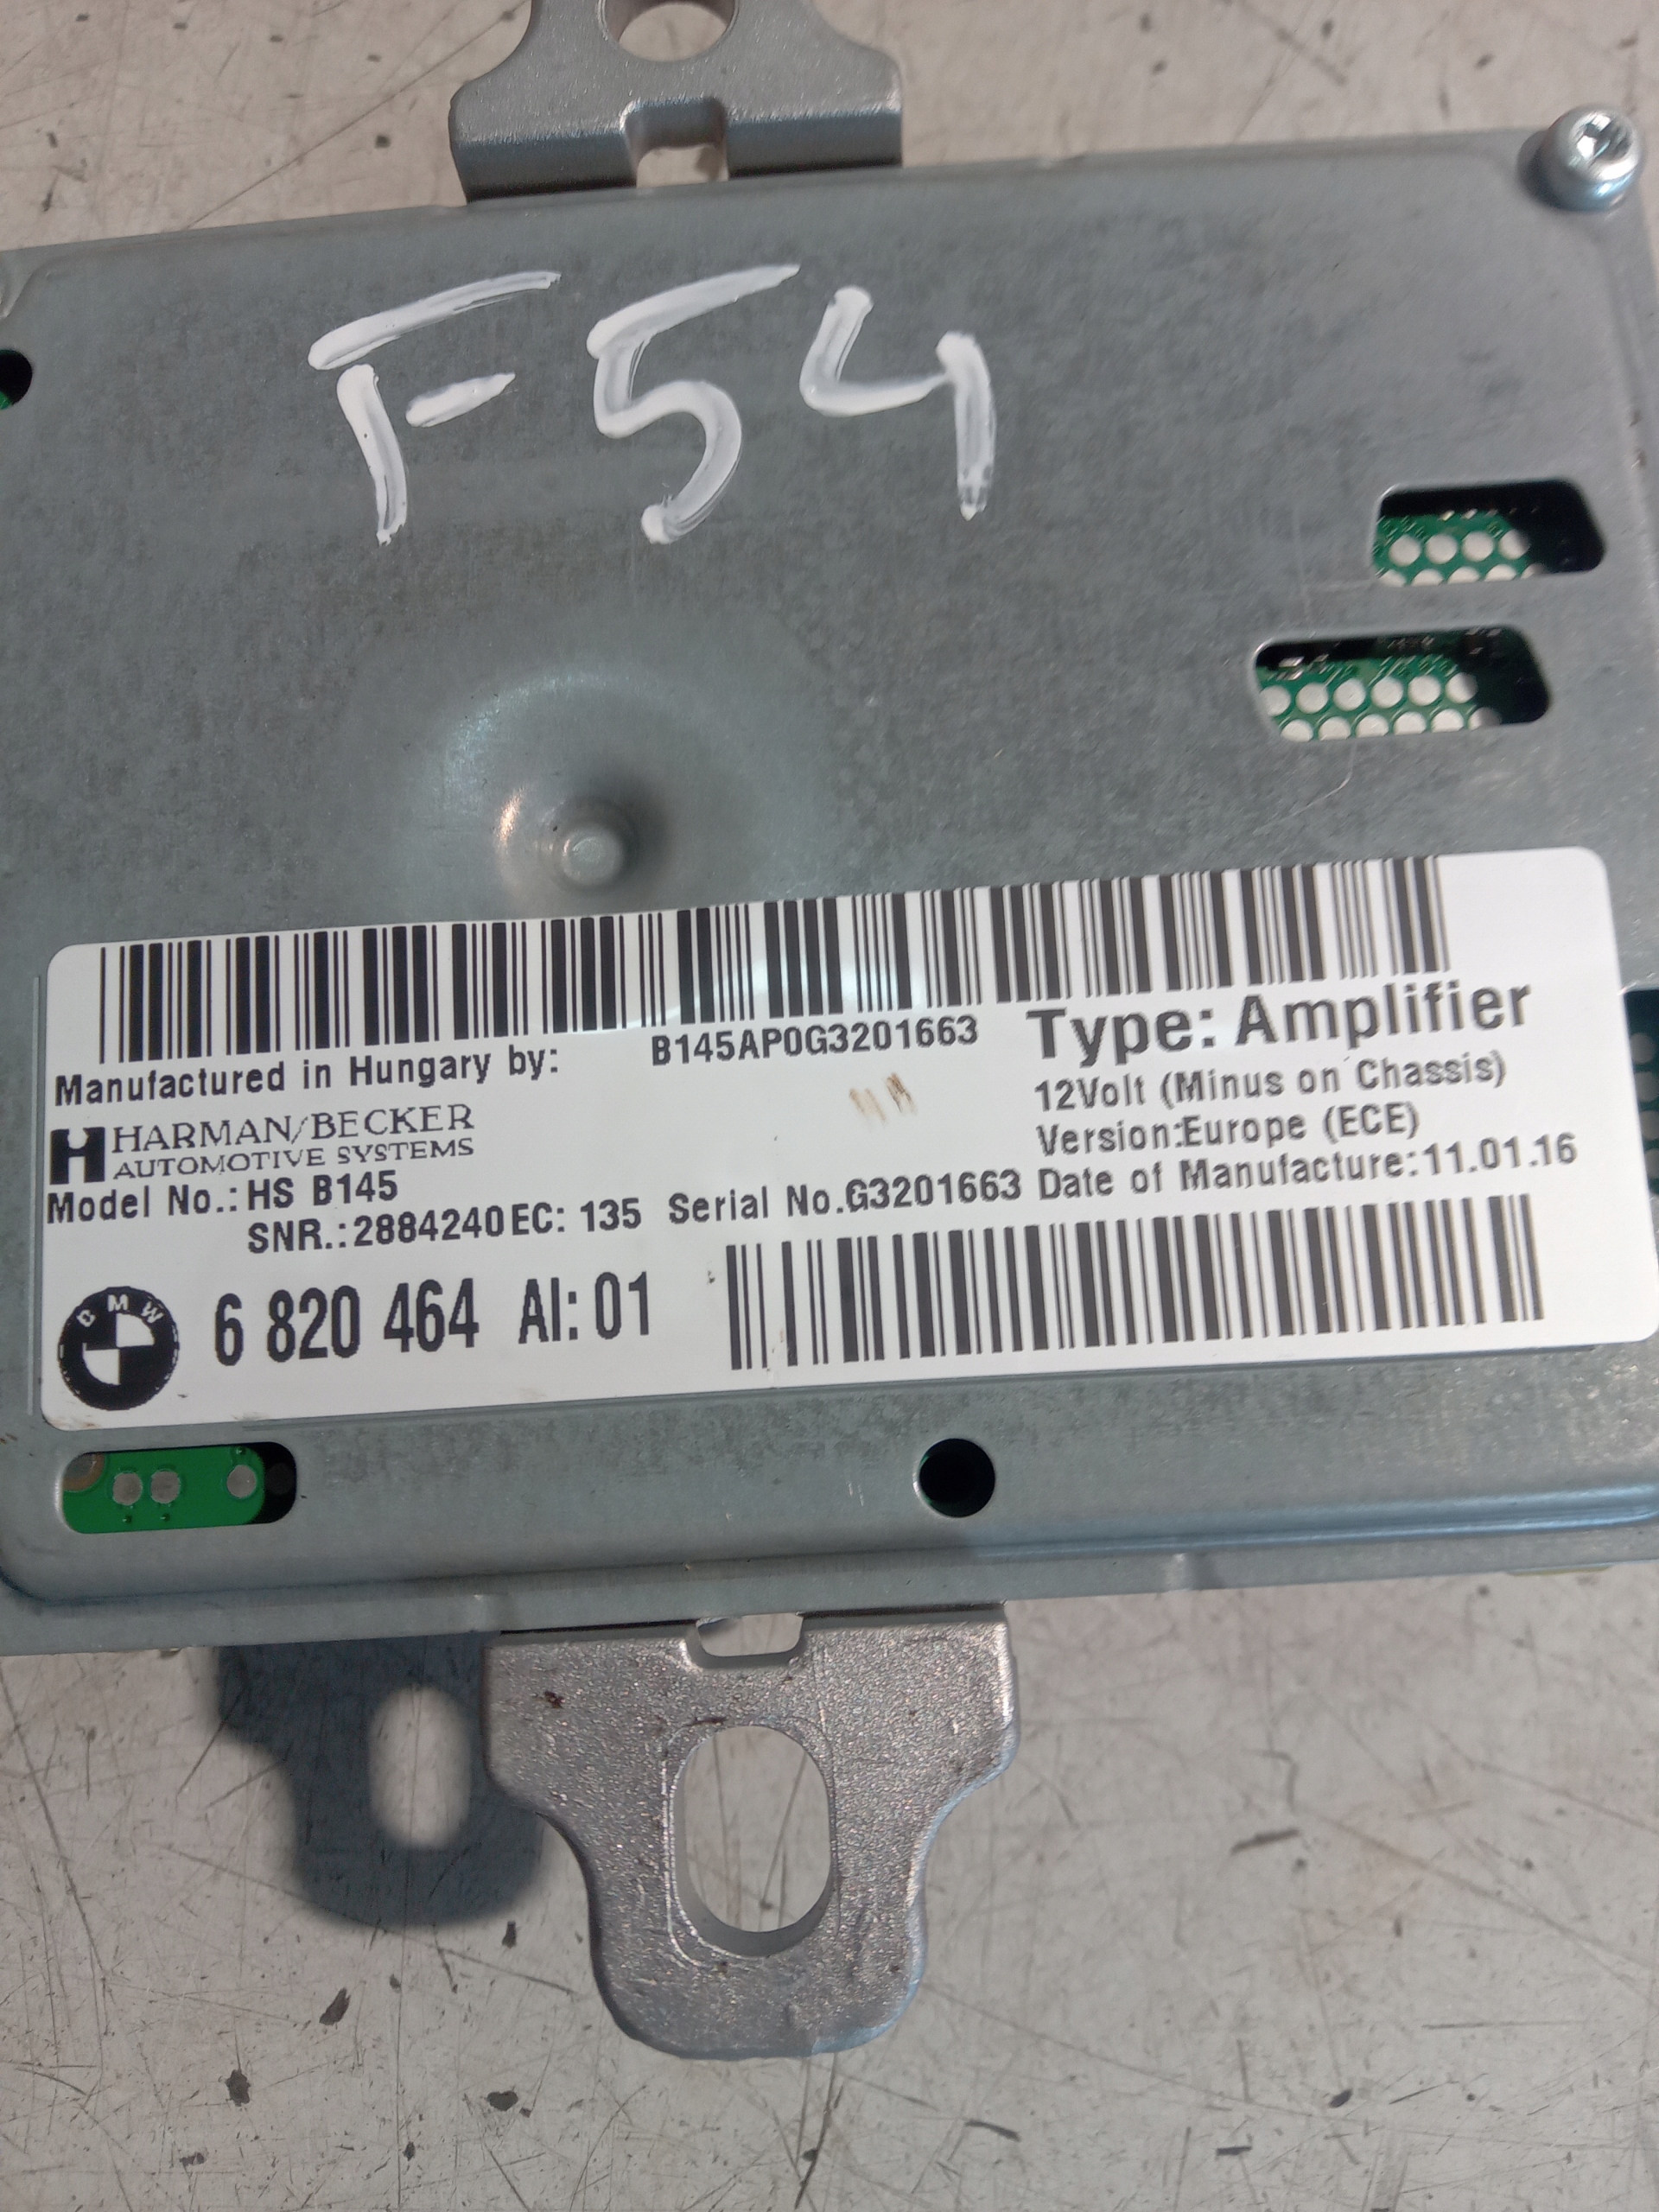 F54
B145AP0G3201663
Type: Amplifier
Manufactured in Hungary by:
12Volt (Minus on Chassis)
HARMAN/BECKER
AUTOMOTIVE SYSTEMS
Version:Europe (ECE)
Model No.: HS B145
SNR.:2884240EC: 135 Serial No.G3201663 Date of Manufacture:11.01.16
BMW 6 820 464 AI: 01